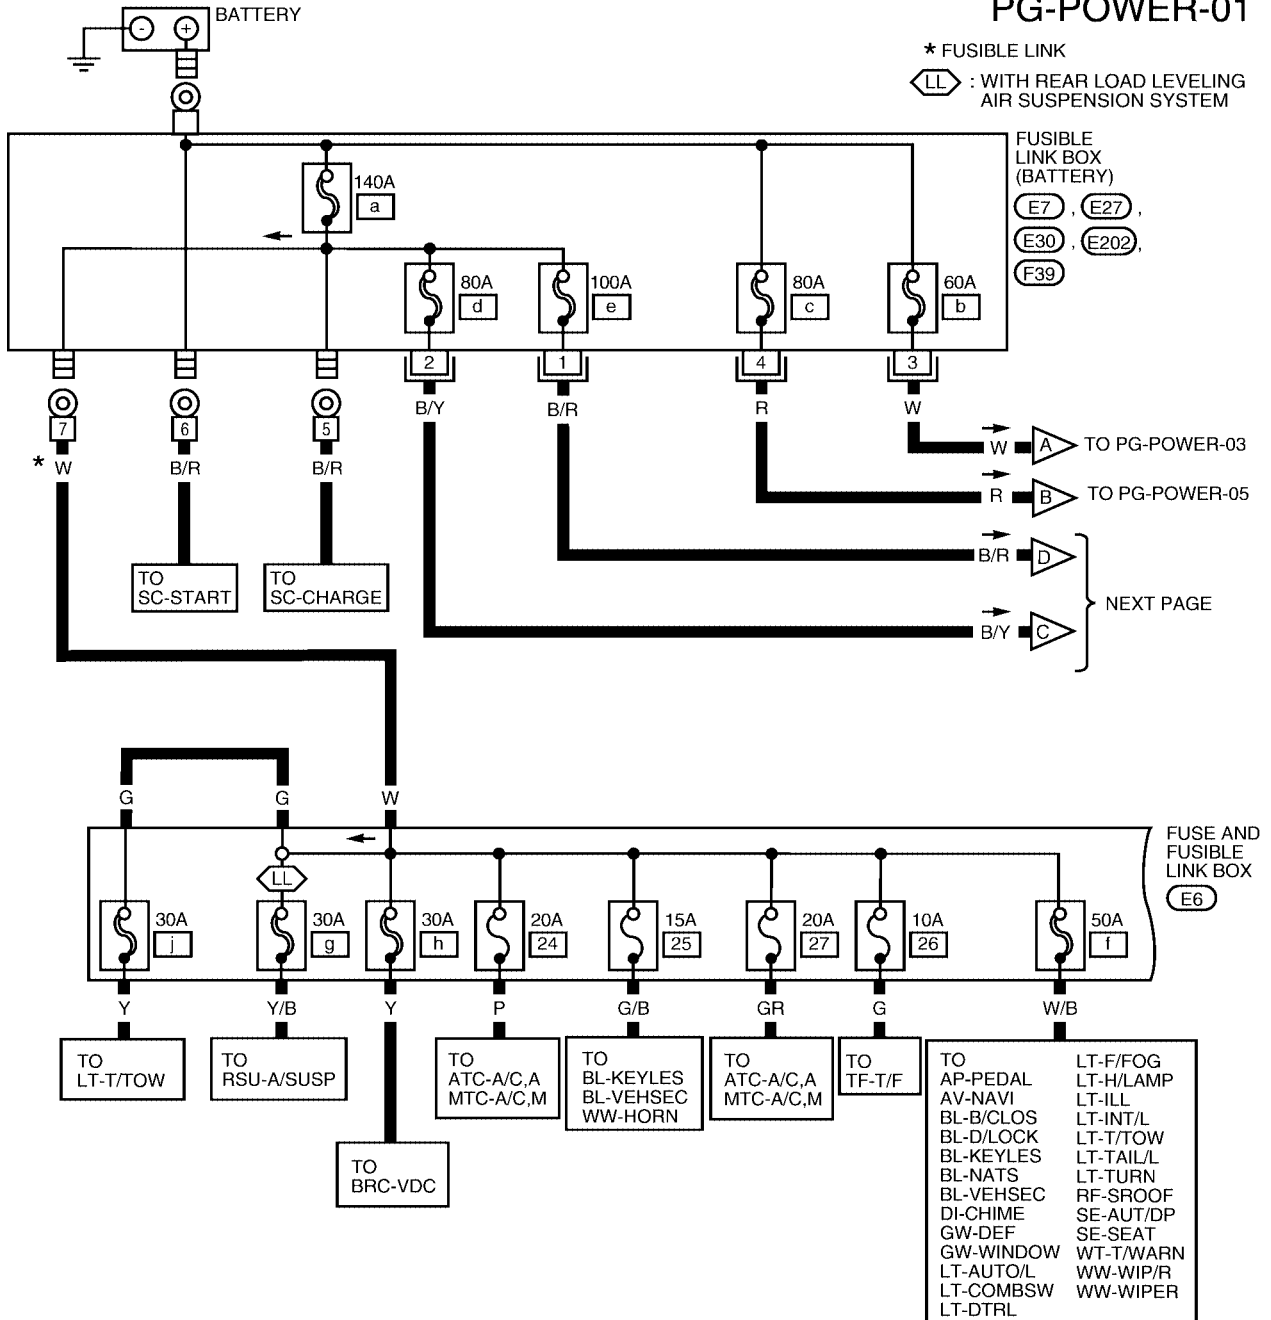 PG-POWER-01
BATTERY
- +
* FUSIBLE LINK
LL : WITH REAR LOAD LEVELING
AIR SUSPENSION SYSTEM
FUSIBLE
LINK BOX
(BATTERY)
E7 , E27 ,
E30 , E202 ,
F39
140A
a
80A
d
100A
e
80A
c
60A
b
2 1 4 3
B/Y B/R R W
7 6 5
* W B/R B/R
W A TO PG-POWER-03
R B TO PG-POWER-05
B/R D
NEXT PAGE
B/Y C
TO
SC-START
TO
SC-CHARGE
G G W
FUSE AND
FUSIBLE
LINK BOX
E6
LL
30A
j
30A
g
30A
h
20A
24
15A
25
20A
27
10A
26
50A
f
Y Y/B Y P G/B GR G W/B
TO
LT-T/TOW
TO
RSU-A/SUSP
TO
BRC-VDC
TO
ATC-A/C,A
MTC-A/C,M
TO
BL-KEYLES
BL-VEHSEC
WW-HORN
TO
ATC-A/C,A
MTC-A/C,M
TO
TF-T/F
TO
AP-PEDAL
AV-NAVI
BL-B/CLOS
BL-D/LOCK
BL-KEYLES
BL-NATS
BL-VEHSEC
DI-CHIME
GW-DEF
GW-WINDOW
LT-AUTO/L
LT-COMBSW
LT-DTRL
LT-F/FOG
LT-H/LAMP
LT-ILL
LT-INT/L
LT-T/TOW
LT-TAIL/L
LT-TURN
RF-SROOF
SE-AUT/DP
SE-SEAT
WT-T/WARN
WW-WIP/R
WW-WIPER